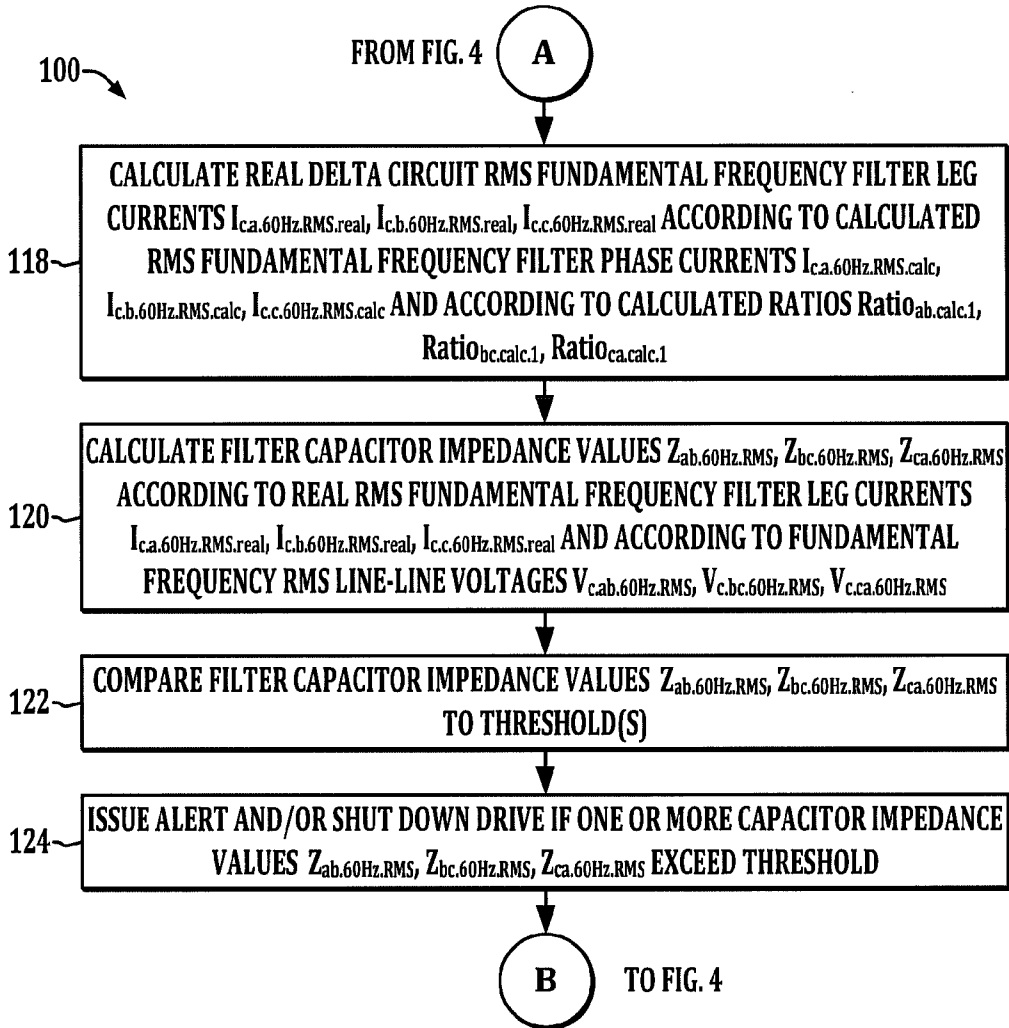 FROM FIG. 4
A
100
CALCULATE REAL DELTA CIRCUIT RMS FUNDAMENTAL FREQUENCY FILTER LEG
CURRENTS Ic.a.60Hz.RMS.real, Ic.b.60Hz.RMS.real, Ic.c.60Hz.RMS.real ACCORDING TO CALCULATED
RMS FUNDAMENTAL FREQUENCY FILTER PHASE CURRENTS Ic.a.60Hz.RMS.calc,
Ic.b.60Hz.RMS.calc, Ic.c.60Hz.RMS.calc AND ACCORDING TO CALCULATED RATIOS Ratioab.calc.1,
Ratiobc.calc.1, Ratioca.calc.1
118
CALCULATE FILTER CAPACITOR IMPEDANCE VALUES Zab.60Hz.RMS, Zbc.60Hz.RMS, Zca.60Hz.RMS
ACCORDING TO REAL RMS FUNDAMENTAL FREQUENCY FILTER LEG CURRENTS
Ic.a.60Hz.RMS.real, Ic.b.60Hz.RMS.real, Ic.c.60Hz.RMS.real AND ACCORDING TO FUNDAMENTAL
FREQUENCY RMS LINE-LINE VOLTAGES Vc.ab.60Hz.RMS, Vc.bc.60Hz.RMS, Vc.ca.60Hz.RMS
120
COMPARE FILTER CAPACITOR IMPEDANCE VALUES Zab.60Hz.RMS, Zbc.60Hz.RMS, Zca.60Hz.RMS
TO THRESHOLD(S)
122
ISSUE ALERT AND/OR SHUT DOWN DRIVE IF ONE OR MORE CAPACITOR IMPEDANCE
VALUES Zab.60Hz.RMS, Zbc.60Hz.RMS, Zca.60Hz.RMS EXCEED THRESHOLD
124
B
TO FIG. 4